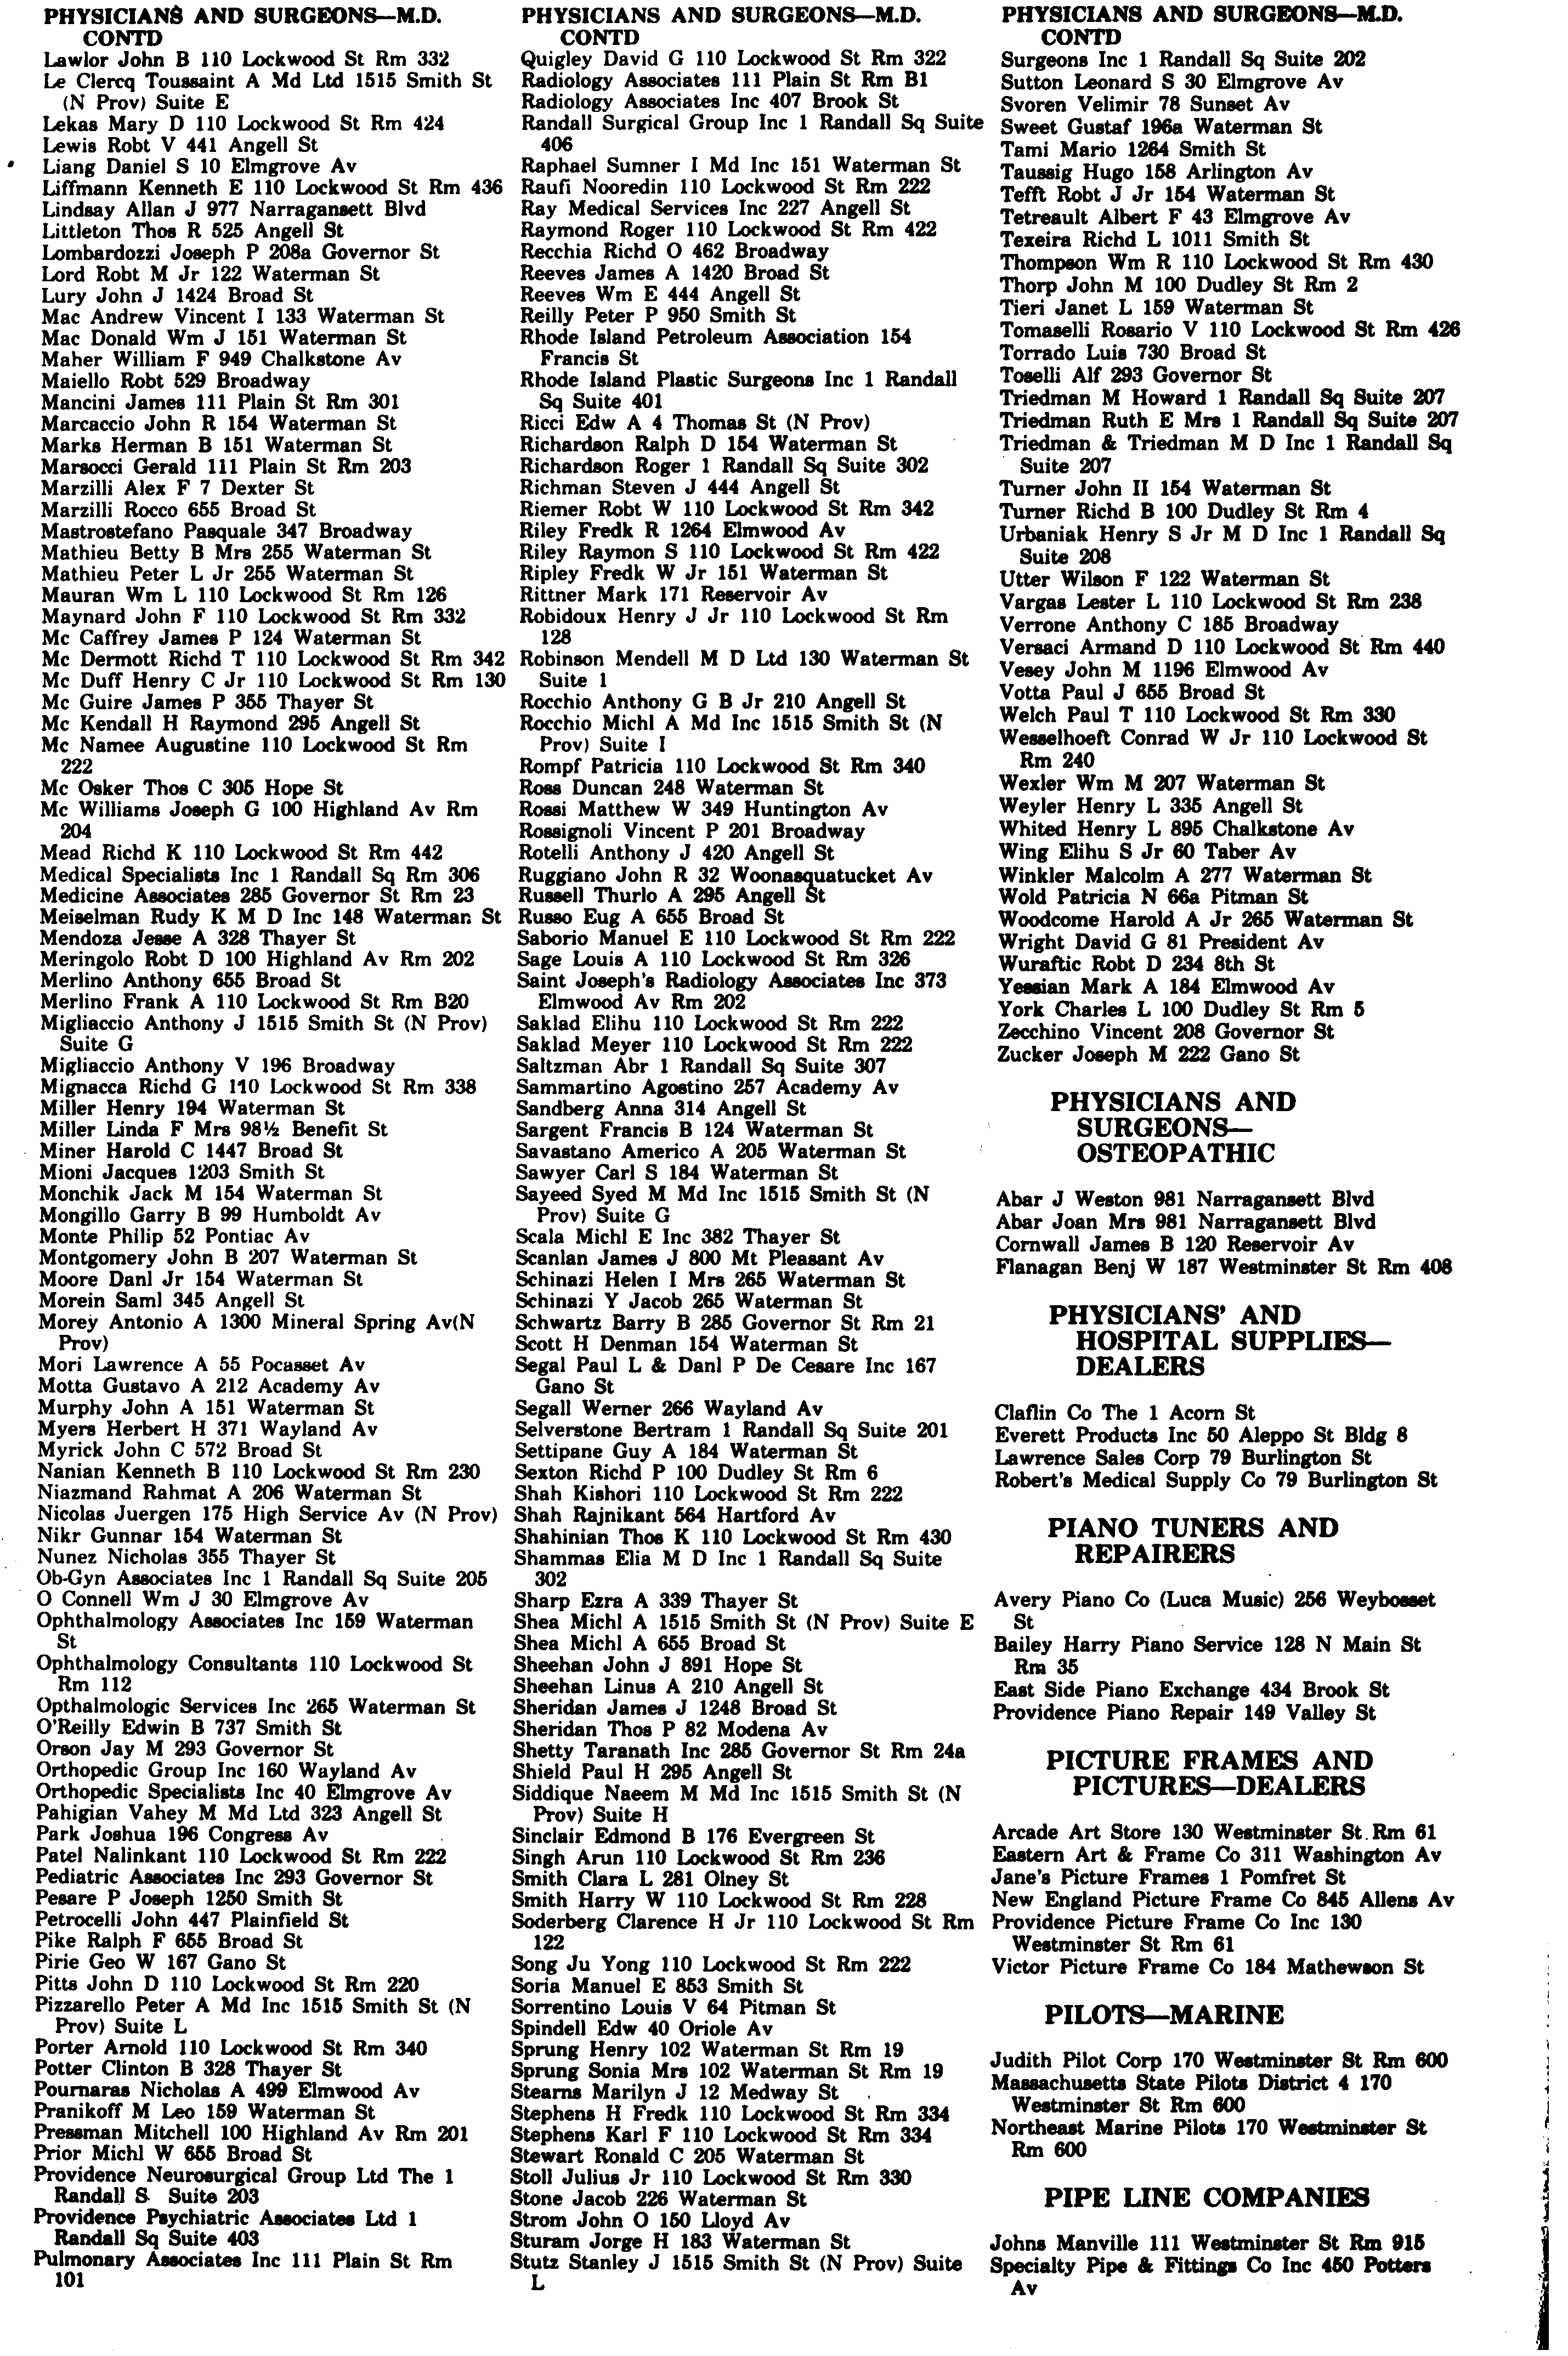 PHYSICIANS AND SURGEONS—M.D.
CONTD
Lawlor John B 110 Lockwood St Rm 332
Le Clercq Toussaint A Md Ltd 1515 Smith St
(N Prov) Suite E
Lekas Mary D 110 Lockwood St Rm 424
Lewis Robt V 441 Angell St
Liang Daniel S 10 Elmgrove Av
Liffmann Kenneth E 110 Lockwood St Rm 436
Lindsay Allan J 977 Narragansett Blvd
Littleton Thos R 525 Angell St
Lombardozzi Joseph P 208a Governor St
Lord Robt M Jr 122 Waterman St
Lury John J 1424 Broad St
Mac Andrew Vincent I 133 Waterman St
Mac Donald Wm J 151 Waterman St
Maher William F 949 Chalkstone Av
Maiello Robt 529 Broadway
Mancini James 111 Plain St Rm 301
Marcaccio John R 154 Waterman St
Marks Herman B 151 Waterman St
Marsocci Gerald 111 Plain St Rm 203
Marzilli Alex F 7 Dexter St
Marzilli Rocco 655 Broad St
Mastrostefano Pasquale 347 Broadway
Mathieu Betty B Mrs 255 Waterman St
Mathieu Peter L Jr 255 Waterman St
Mauran Wm L 110 Lockwood St Rm 126
Maynard John F 110 Lockwood St Rm 332
Mc Caffrey James P 124 Waterman St
Mc Dermott Richd T 110 Lockwood St Rm 342
Mc Duff Henry C Jr 110 Lockwood St Rm 130
Mc Guire James P 355 Thayer St
Mc Kendall H Raymond 295 Angell St
Mc Namee Augustine 110 Lockwood St Rm
222
Mc Osker Thos C 305 Hope St
Mc Williams Joseph G 100 Highland Av Rm
204
Mead Richd K 110 Lockwood St Rm 442
Medical Specialists Inc 1 Randall Sq Rm 306
Medicine Associates 285 Governor St Rm 23
Meiselman Rudy K M D Inc 148 Waterman St
Mendoza Jesse A 328 Thayer St
Meringolo Robt D 100 Highland Av Rm 202
Merlino Anthony 655 Broad St
Merlino Frank A 110 Lockwood St Rm B20
Migliaccio Anthony J 1515 Smith St (N Prov)
Suite G
Migliaccio Anthony V 196 Broadway
Mignacca Richd G 110 Lockwood St Rm 338
Miller Henry 194 Waterman St
Miller Linda F Mrs 98½ Benefit St
Miner Harold C 1447 Broad St
Mioni Jacques 1203 Smith St
Monchik Jack M 154 Waterman St
Mongillo Garry B 99 Humboldt Av
Monte Philip 52 Pontiac Av
Montgomery John B 207 Waterman St
Moore Danl Jr 154 Waterman St
Morein Saml 345 Angell St
Morey Antonio A 1300 Mineral Spring Av(N
Prov)
Mori Lawrence A 55 Pocasset Av
Motta Gustavo A 212 Academy Av
Murphy John A 151 Waterman St
Myers Herbert H 371 Wayland Av
Myrick John C 572 Broad St
Nanian Kenneth B 110 Lockwood St Rm 230
Niazmand Rahmat A 206 Waterman St
Nicolas Juergen 175 High Service Av (N Prov)
Nikr Gunnar 154 Waterman St
Nunez Nicholas 355 Thayer St
Ob-Gyn Associates Inc 1 Randall Sq Suite 205
O Connell Wm J 30 Elmgrove Av
Ophthalmology Associates Inc 159 Waterman
St
Ophthalmology Consultants 110 Lockwood St
Rm 112
Opthalmologic Services Inc 265 Waterman St
O'Reilly Edwin B 737 Smith St
Orson Jay M 293 Governor St
Orthopedic Group Inc 160 Wayland Av
Orthopedic Specialists Inc 40 Elmgrove Av
Pahigian Vahey M Md Ltd 323 Angell St
Park Joshua 196 Congress Av
Patel Nalinkant 110 Lockwood St Rm 222
Pediatric Associates Inc 293 Governor St
Pesare P Joseph 1250 Smith St
Petrocelli John 447 Plainfield St
Pike Ralph F 655 Broad St
Pirie Geo W 167 Gano St
Pitts John D 110 Lockwood St Rm 220
Pizzarello Peter A Md Inc 1515 Smith St (N
Prov) Suite L
Porter Arnold 110 Lockwood St Rm 340
Potter Clinton B 328 Thayer St
Pournaras Nicholas A 499 Elmwood Av
Pranikoff M Leo 159 Waterman St
Pressman Mitchell 100 Highland Av Rm 201
Prior Michl W 655 Broad St
Providence Neurosurgical Group Ltd The 1
Randall S Suite 203
Providence Psychiatric Associates Ltd 1
Randall Sq Suite 403
Pulmonary Associates Inc 111 Plain St Rm
101
PHYSICIANS AND SURGEONS—M.D.
CONTD
Quigley David G 110 Lockwood St Rm 322
Radiology Associates 111 Plain St Rm B1
Radiology Associates Inc 407 Brook St
Randall Surgical Group Inc 1 Randall Sq Suite
406
Raphael Sumner I Md Inc 151 Waterman St
Raufi Nooredin 110 Lockwood St Rm 222
Ray Medical Services Inc 227 Angell St
Raymond Roger 110 Lockwood St Rm 422
Recchia Richd O 462 Broadway
Reeves James A 1420 Broad St
Reeves Wm E 444 Angell St
Reilly Peter P 950 Smith St
Rhode Island Petroleum Association 154
Francis St
Rhode Island Plastic Surgeons Inc 1 Randall
Sq Suite 401
Ricci Edw A 4 Thomas St (N Prov)
Richardson Ralph D 154 Waterman St
Richardson Roger 1 Randall Sq Suite 302
Richman Steven J 444 Angell St
Riemer Robt W 110 Lockwood St Rm 342
Riley Fredk R 1264 Elmwood Av
Riley Raymon S 110 Lockwood St Rm 422
Ripley Fredk W Jr 151 Waterman St
Rittner Mark 171 Reservoir Av
Robidoux Henry J Jr 110 Lockwood St Rm
128
Robinson Mendell M D Ltd 130 Waterman St
Suite 1
Rocchio Anthony G B Jr 210 Angell St
Rocchio Michl A Md Inc 1515 Smith St (N
Prov) Suite I
Rompf Patricia 110 Lockwood St Rm 340
Ross Duncan 248 Waterman St
Rossi Matthew W 349 Huntington Av
Rossignoli Vincent P 201 Broadway
Rotelli Anthony J 420 Angell St
Ruggiano John R 32 Woonasquatucket Av
Russell Thurlo A 295 Angell St
Russo Eug A 655 Broad St
Saborio Manuel E 110 Lockwood St Rm 222
Sage Louis A 110 Lockwood St Rm 326
Saint Joseph's Radiology Associates Inc 373
Elmwood Av Rm 202
Saklad Elihu 110 Lockwood St Rm 222
Saklad Meyer 110 Lockwood St Rm 222
Saltzman Abr 1 Randall Sq Suite 307
Sammartino Agostino 257 Academy Av
Sandberg Anna 314 Angell St
Sargent Francis B 124 Waterman St
Savastano Americo A 205 Waterman St
Sawyer Carl S 184 Waterman St
Sayeed Syed M Md Inc 1515 Smith St (N
Prov) Suite G
Scala Michl E Inc 382 Thayer St
Scanlan James J 800 Mt Pleasant Av
Schinazi Helen I Mrs 265 Waterman St
Schinazi Y Jacob 265 Waterman St
Schwartz Barry B 285 Governor St Rm 21
Scott H Denman 154 Waterman St
Segal Paul L & Danl P De Cesare Inc 167
Gano St
Segall Werner 266 Wayland Av
Selverstone Bertram 1 Randall Sq Suite 201
Settipane Guy A 184 Waterman St
Sexton Richd P 100 Dudley St Rm 6
Shah Kishori 110 Lockwood St Rm 222
Shah Rajnikant 564 Hartford Av
Shahinian Thos K 110 Lockwood St Rm 430
Shammas Elia M D Inc 1 Randall Sq Suite
302
Sharp Ezra A 339 Thayer St
Shea Michl A 1515 Smith St (N Prov) Suite E
Shea Michl A 655 Broad St
Sheehan John J 891 Hope St
Sheehan Linus A 210 Angell St
Sheridan James J 1248 Broad St
Sheridan Thos P 82 Modena Av
Shetty Taranath Inc 285 Governor St Rm 24a
Shield Paul H 295 Angell St
Siddique Naeem M Md Inc 1515 Smith St (N
Prov) Suite H
Sinclair Edmond B 176 Evergreen St
Singh Arun 110 Lockwood St Rm 236
Smith Clara L 281 Olney St
Smith Harry W 110 Lockwood St Rm 228
Soderberg Clarence H Jr 110 Lockwood St Rm
122
Song Ju Yong 110 Lockwood St Rm 222
Soria Manuel E 853 Smith St
Sorrentino Louis V 64 Pitman St
Spindell Edw 40 Oriole Av
Sprung Henry 102 Waterman St Rm 19
Sprung Sonia Mrs 102 Waterman St Rm 19
Stearns Marilyn J 12 Medway St
Stephens H Fredk 110 Lockwood St Rm 334
Stephens Karl F 110 Lockwood St Rm 334
Stewart Ronald C 205 Waterman St
Stoll Julius Jr 110 Lockwood St Rm 330
Stone Jacob 226 Waterman St
Strom John O 150 Lloyd Av
Sturam Jorge H 183 Waterman St
Stutz Stanley J 1515 Smith St (N Prov) Suite
L
PHYSICIANS AND SURGEONS—M.D.
CONTD
Surgeons Inc 1 Randall Sq Suite 202
Sutton Leonard S 30 Elmgrove Av
Svoren Velimir 78 Sunset Av
Sweet Gustaf 196a Waterman St
Tami Mario 1264 Smith St
Taussig Hugo 158 Arlington Av
Tefft Robt J Jr 154 Waterman St
Tetreault Albert F 43 Elmgrove Av
Texeira Richd L 1011 Smith St
Thompson Wm R 110 Lockwood St Rm 430
Thorp John M 100 Dudley St Rm 2
Tieri Janet L 159 Waterman St
Tomaselli Rosario V 110 Lockwood St Rm 426
Torrado Luis 730 Broad St
Toselli Alf 293 Governor St
Triedman M Howard 1 Randall Sq Suite 207
Triedman Ruth E Mrs 1 Randall Sq Suite 207
Triedman & Triedman M D Inc 1 Randall Sq
Suite 207
Turner John II 154 Waterman St
Turner Richd B 100 Dudley St Rm 4
Urbaniak Henry S Jr M D Inc 1 Randall Sq
Suite 208
Utter Wilson F 122 Waterman St
Vargas Lester L 110 Lockwood St Rm 238
Verrone Anthony C 185 Broadway
Versaci Armand D 110 Lockwood St Rm 440
Vesey John M 1196 Elmwood Av
Votta Paul J 655 Broad St
Welch Paul T 110 Lockwood St Rm 330
Wesselhoeft Conrad W Jr 110 Lockwood St
Rm 240
Wexler Wm M 207 Waterman St
Weyler Henry L 335 Angell St
Whited Henry L 895 Chalkstone Av
Wing Elihu S Jr 60 Taber Av
Winkler Malcolm A 277 Waterman St
Wold Patricia N 66a Pitman St
Woodcome Harold A Jr 265 Waterman St
Wright David G 81 President Av
Wuraftic Robt D 234 8th St
Yessian Mark A 184 Elmwood Av
York Charles L 100 Dudley St Rm 5
Zecchino Vincent 208 Governor St
Zucker Joseph M 222 Gano St
PHYSICIANS AND
SURGEONS—
OSTEOPATHIC
Abar J Weston 981 Narragansett Blvd
Abar Joan Mrs 981 Narragansett Blvd
Cornwall James B 120 Reservoir Av
Flanagan Benj W 187 Westminster St Rm 408
PHYSICIANS' AND
HOSPITAL SUPPLIES—
DEALERS
Claflin Co The 1 Acorn St
Everett Products Inc 50 Aleppo St Bldg 8
Lawrence Sales Corp 79 Burlington St
Robert's Medical Supply Co 79 Burlington St
PIANO TUNERS AND
REPAIRERS
Avery Piano Co (Luca Music) 256 Weybosset
St
Bailey Harry Piano Service 128 N Main St
Rm 35
East Side Piano Exchange 434 Brook St
Providence Piano Repair 149 Valley St
PICTURE FRAMES AND
PICTURES—DEALERS
Arcade Art Store 130 Westminster St Rm 61
Eastern Art & Frame Co 311 Washington Av
Jane's Picture Frames 1 Pomfret St
New England Picture Frame Co 845 Allens Av
Providence Picture Frame Co Inc 130
Westminster St Rm 61
Victor Picture Frame Co 184 Mathewson St
PILOTS—MARINE
Judith Pilot Corp 170 Westminster St Rm 600
Massachusetts State Pilots District 4 170
Westminster St Rm 600
Northeast Marine Pilots 170 Westminster St
Rm 600
PIPE LINE COMPANIES
Johns Manville 111 Westminster St Rm 915
Specialty Pipe & Fittings Co Inc 450 Potters
Av